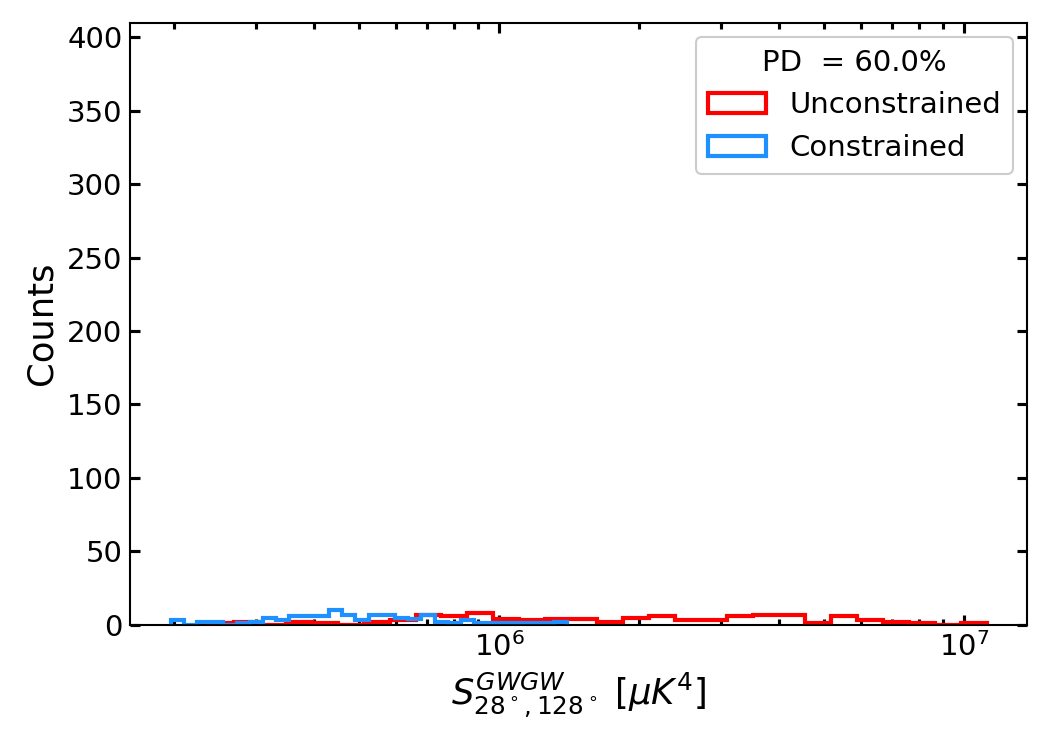 400
350
300
250
200
150
100
50
0
Counts
PD = 60.0%
Unconstrained
Constrained
10^6
10^7
S_{28°,128°}^{GWGW} [μK^4]